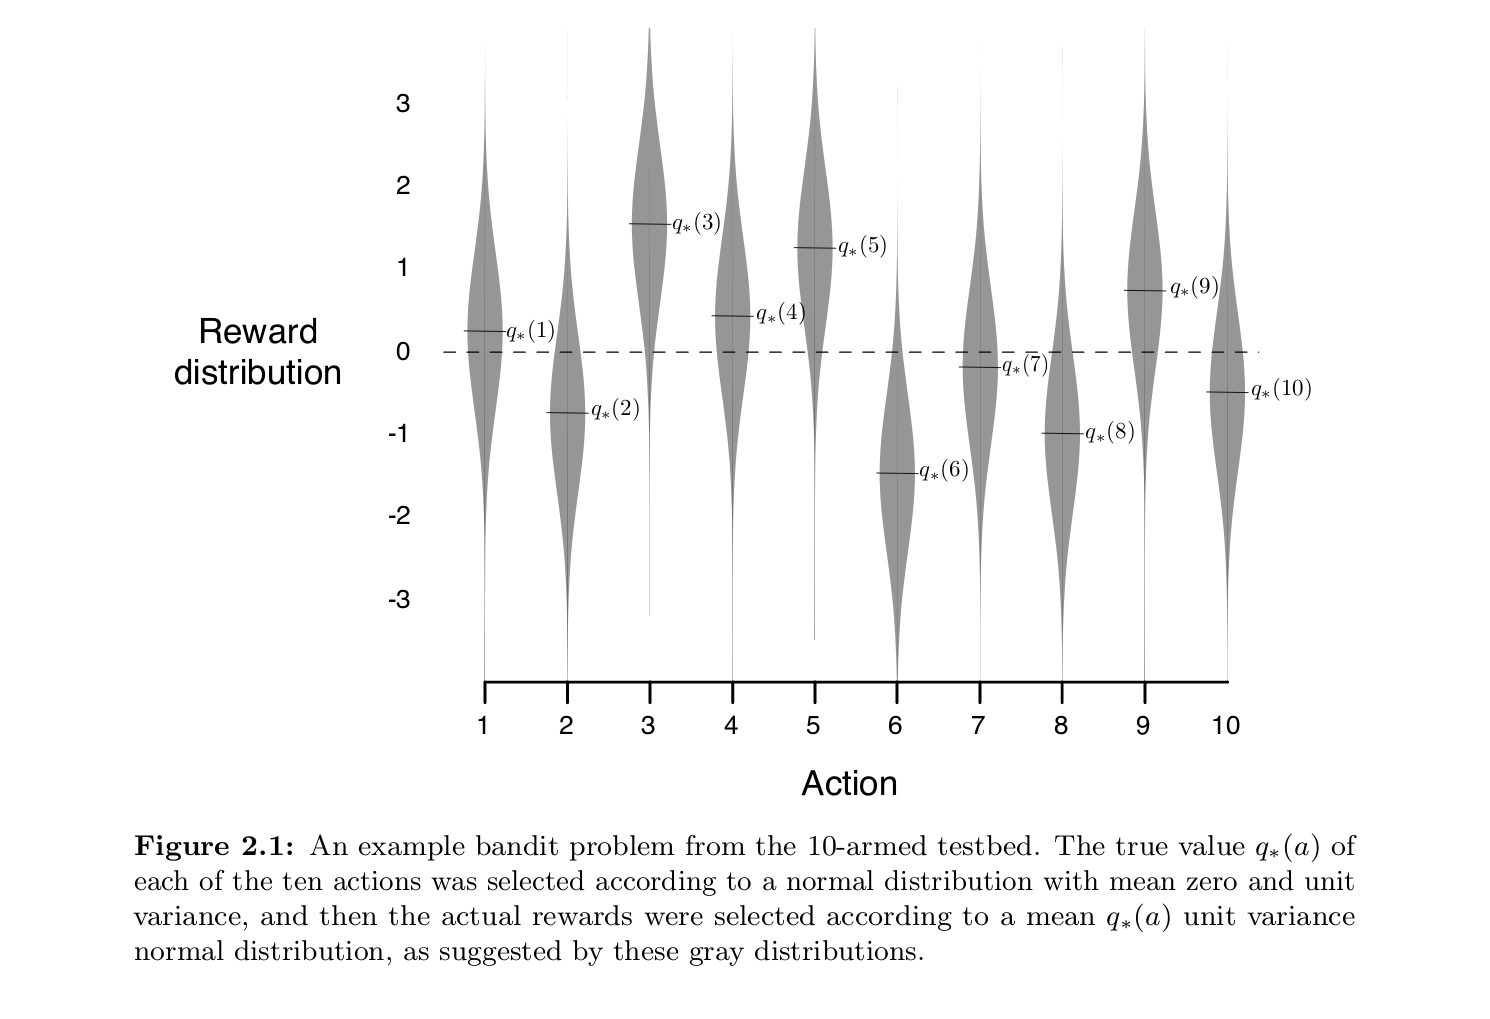 3
2
1
0
-1
-2
-3
Reward
distribution
q∗(1)
q∗(2)
q∗(3)
q∗(4)
q∗(5)
q∗(6)
q∗(7)
q∗(8)
q∗(9)
q∗(10)
1 2 3 4 5 6 7 8 9 10
Action
Figure 2.1: An example bandit problem from the 10-armed testbed. The true value q∗(a) of
each of the ten actions was selected according to a normal distribution with mean zero and unit
variance, and then the actual rewards were selected according to a mean q∗(a) unit variance
normal distribution, as suggested by these gray distributions.